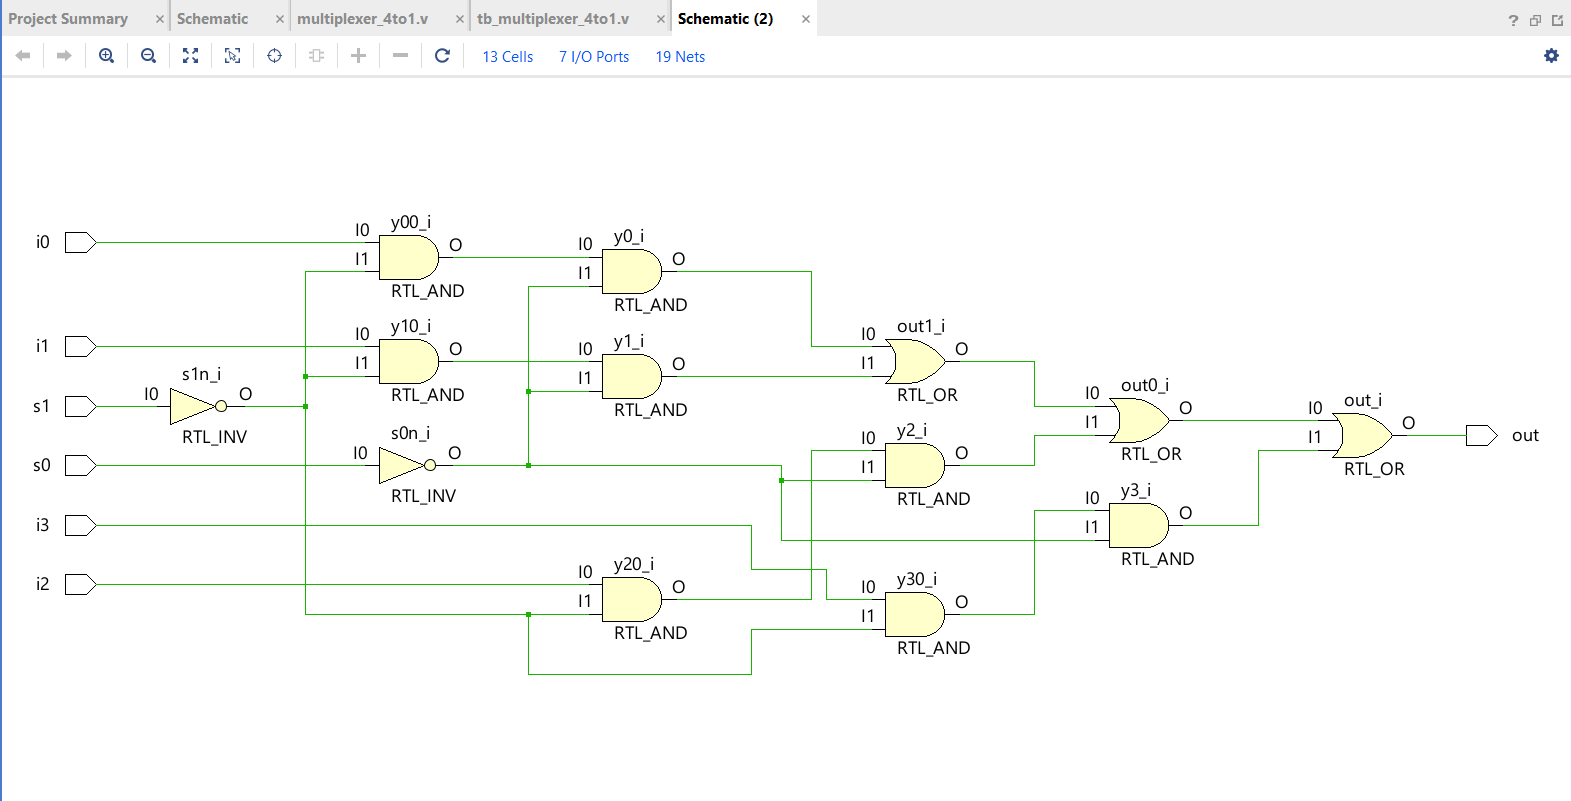 Project Summary × Schematic × multiplexer_4to1.v × tb_multiplexer_4to1.v × Schematic (2) × ?
13 Cells 7 I/O Ports 19 Nets
y00_i
I0 O
I1
RTL_AND
y0_i
I0 O
I1
RTL_AND
i0
y10_i
I0 O
I1
RTL_AND
y1_i
I0 O
I1
RTL_AND
i1
out1_i
I0 O
I1
RTL_OR
s1n_i
I0 O
RTL_INV
s1
out0_i
I0 O
I1
RTL_OR
out_i
I0 O
I1
RTL_OR
out
s0n_i
I0 O
RTL_INV
s0
y2_i
I0 O
I1
RTL_AND
y3_i
I0 O
I1
RTL_AND
i3
i2
y20_i
I0 O
I1
RTL_AND
y30_i
I0 O
I1
RTL_AND